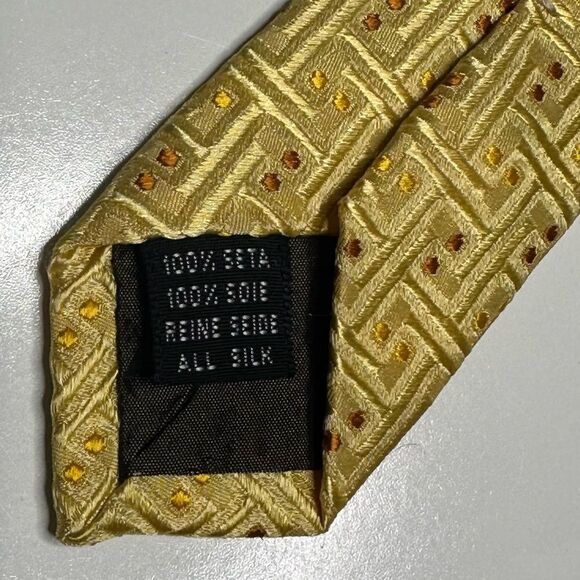 100% SETA
100% SOIE
REINE SEIDE
ALL SILK